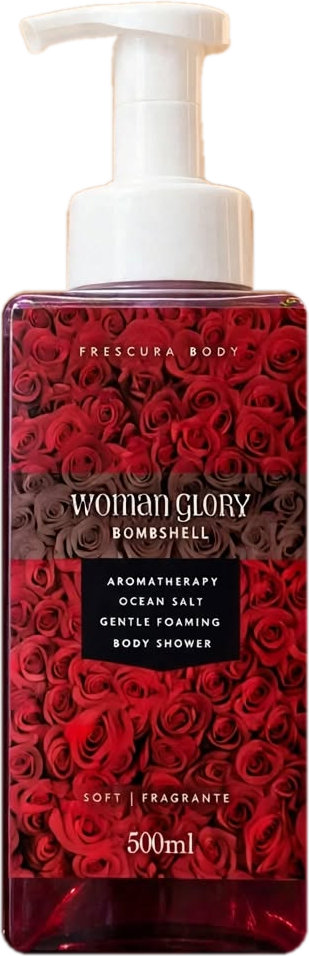 FRESCURA BODY
WOMAN GLORY
BOMBSHELL
AROMATHERAPY
OCEAN SALT
GENTLE FOAMING
BODY SHOWER
SOFT | FRAGRANTE
500ml